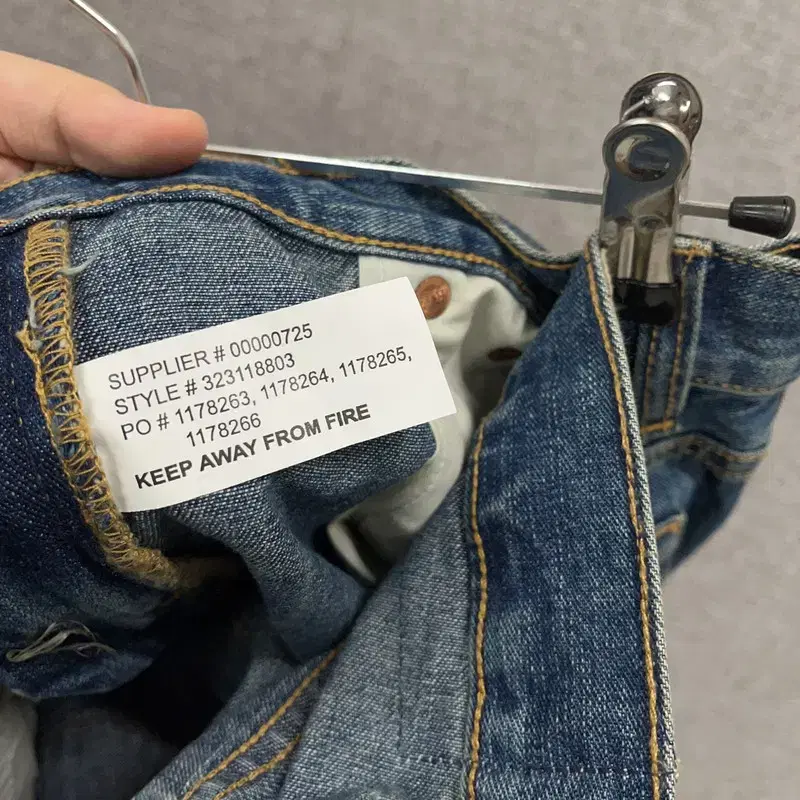 SUPPLIER # 00000725
STYLE # 323118803
PO # 1178263, 1178264, 1178265,
1178266
KEEP AWAY FROM FIRE